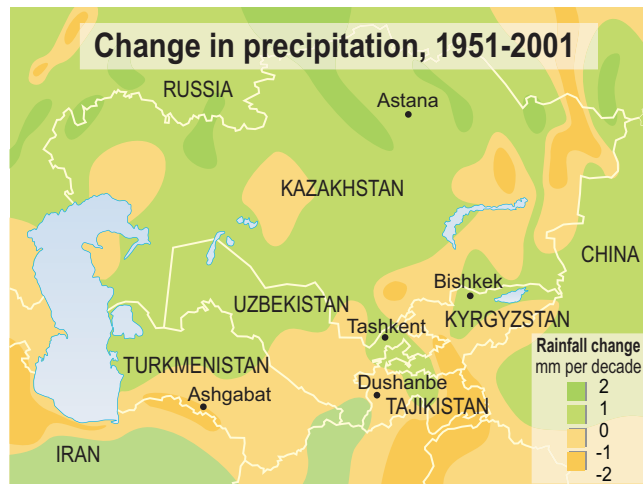 Change in precipitation, 1951-2001
RUSSIA
Astana
KAZAKHSTAN
CHINA
Bishkek
UZBEKISTAN
KYRGYZSTAN
Tashkent
Rainfall change
mm per decade
TURKMENISTAN
Dushanbe
Ashgabat
TAJIKISTAN
2
1
0
-1
-2
IRAN